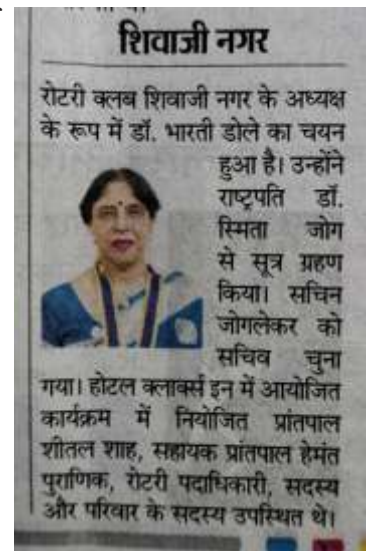 शिवाजी नगर
रोटरी क्लब शिवाजी नगर के अध्यक्ष
के रूप में डॉ. भारती डोले का चयन
हुआ है। उन्होंने
राष्ट्रपति डॉ.
स्मिता जोग
से सूत्र ग्रहण
किया। सचिन
जोगलेकर को
सचिव चुना
गया। होटल क्लार्क्स इन में आयोजित
कार्यक्रम में नियोजित प्रांतपाल
शीतल शाह, सहायक प्रांतपाल हेमंत
पुराणिक, रोटरी पदाधिकारी, सदस्य
और परिवार के सदस्य उपस्थित थे।